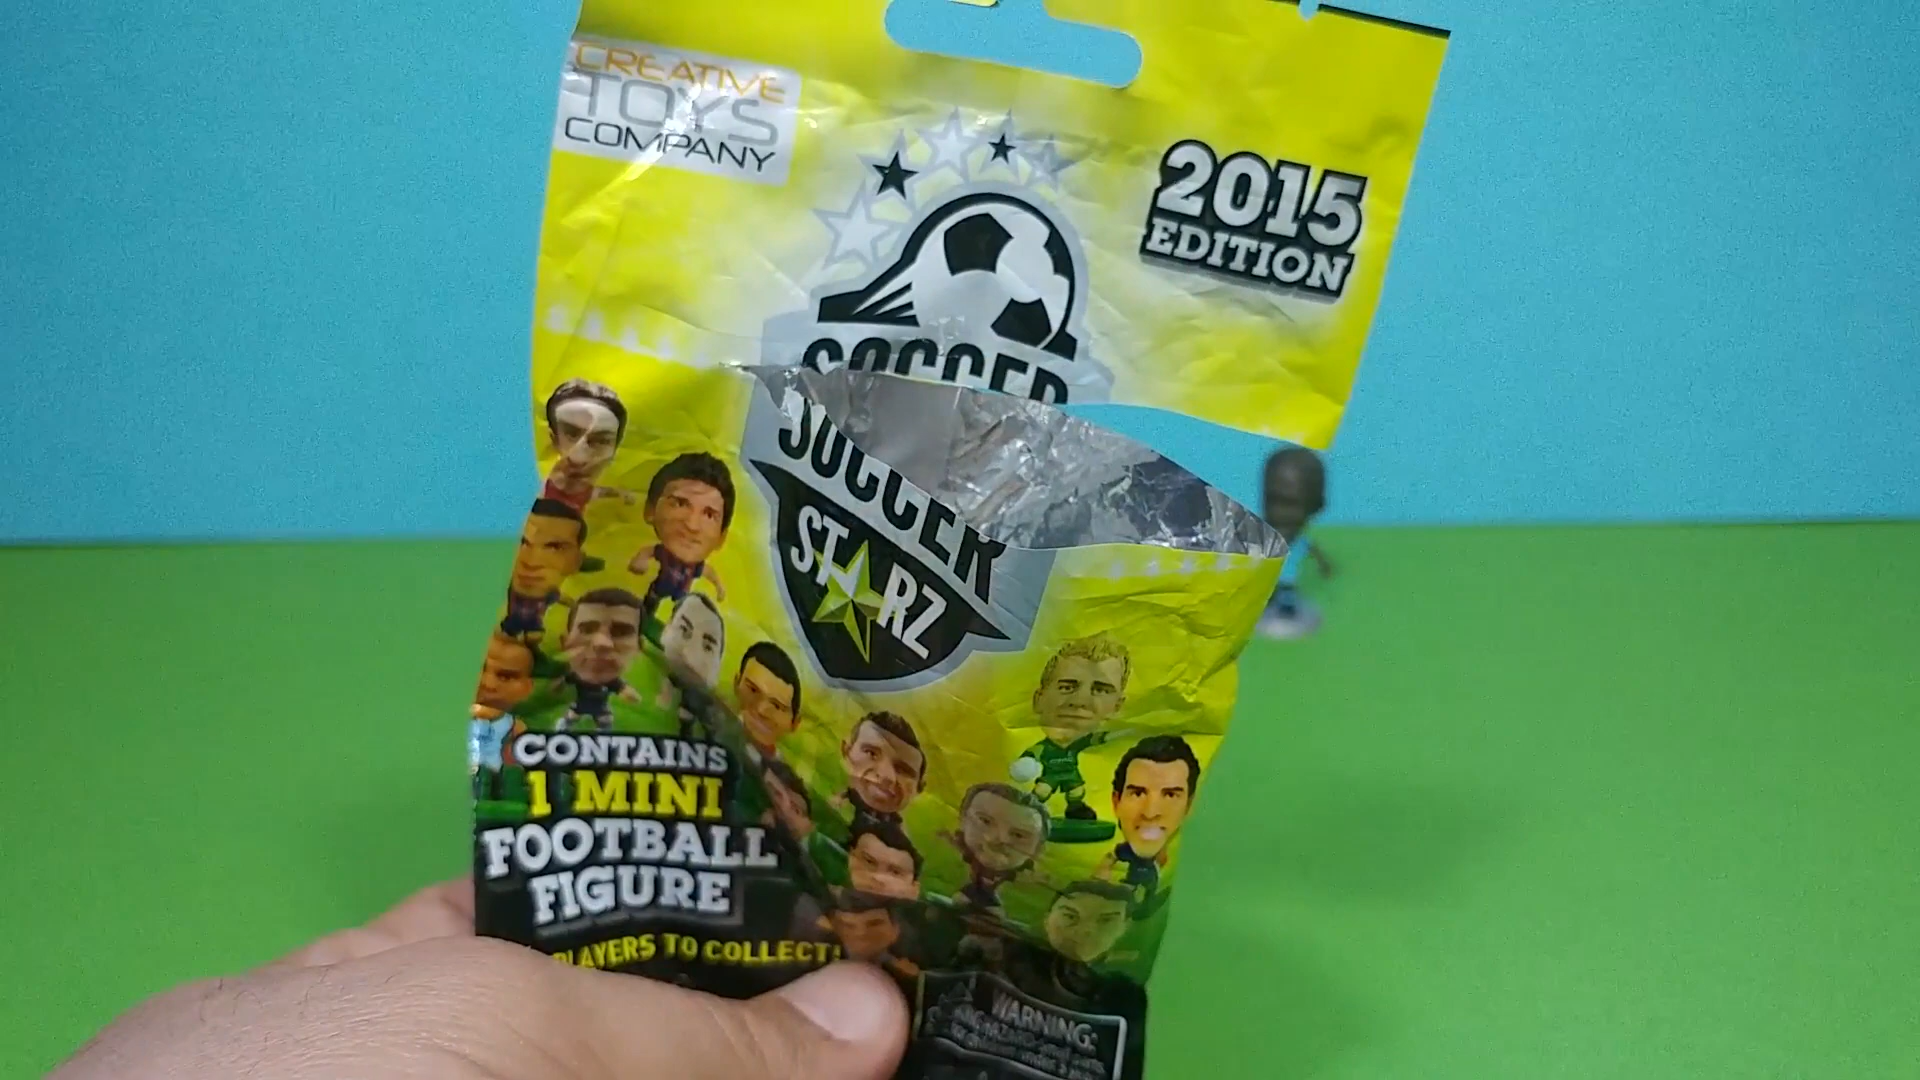 CREATIVE
TOYS
COMPANY
2015
EDITION
SOCCER
SOCCER
STARZ
CONTAINS
1 MINI
FOOTBALL
FIGURE
PLAYERS TO COLLECT!
WARNING: